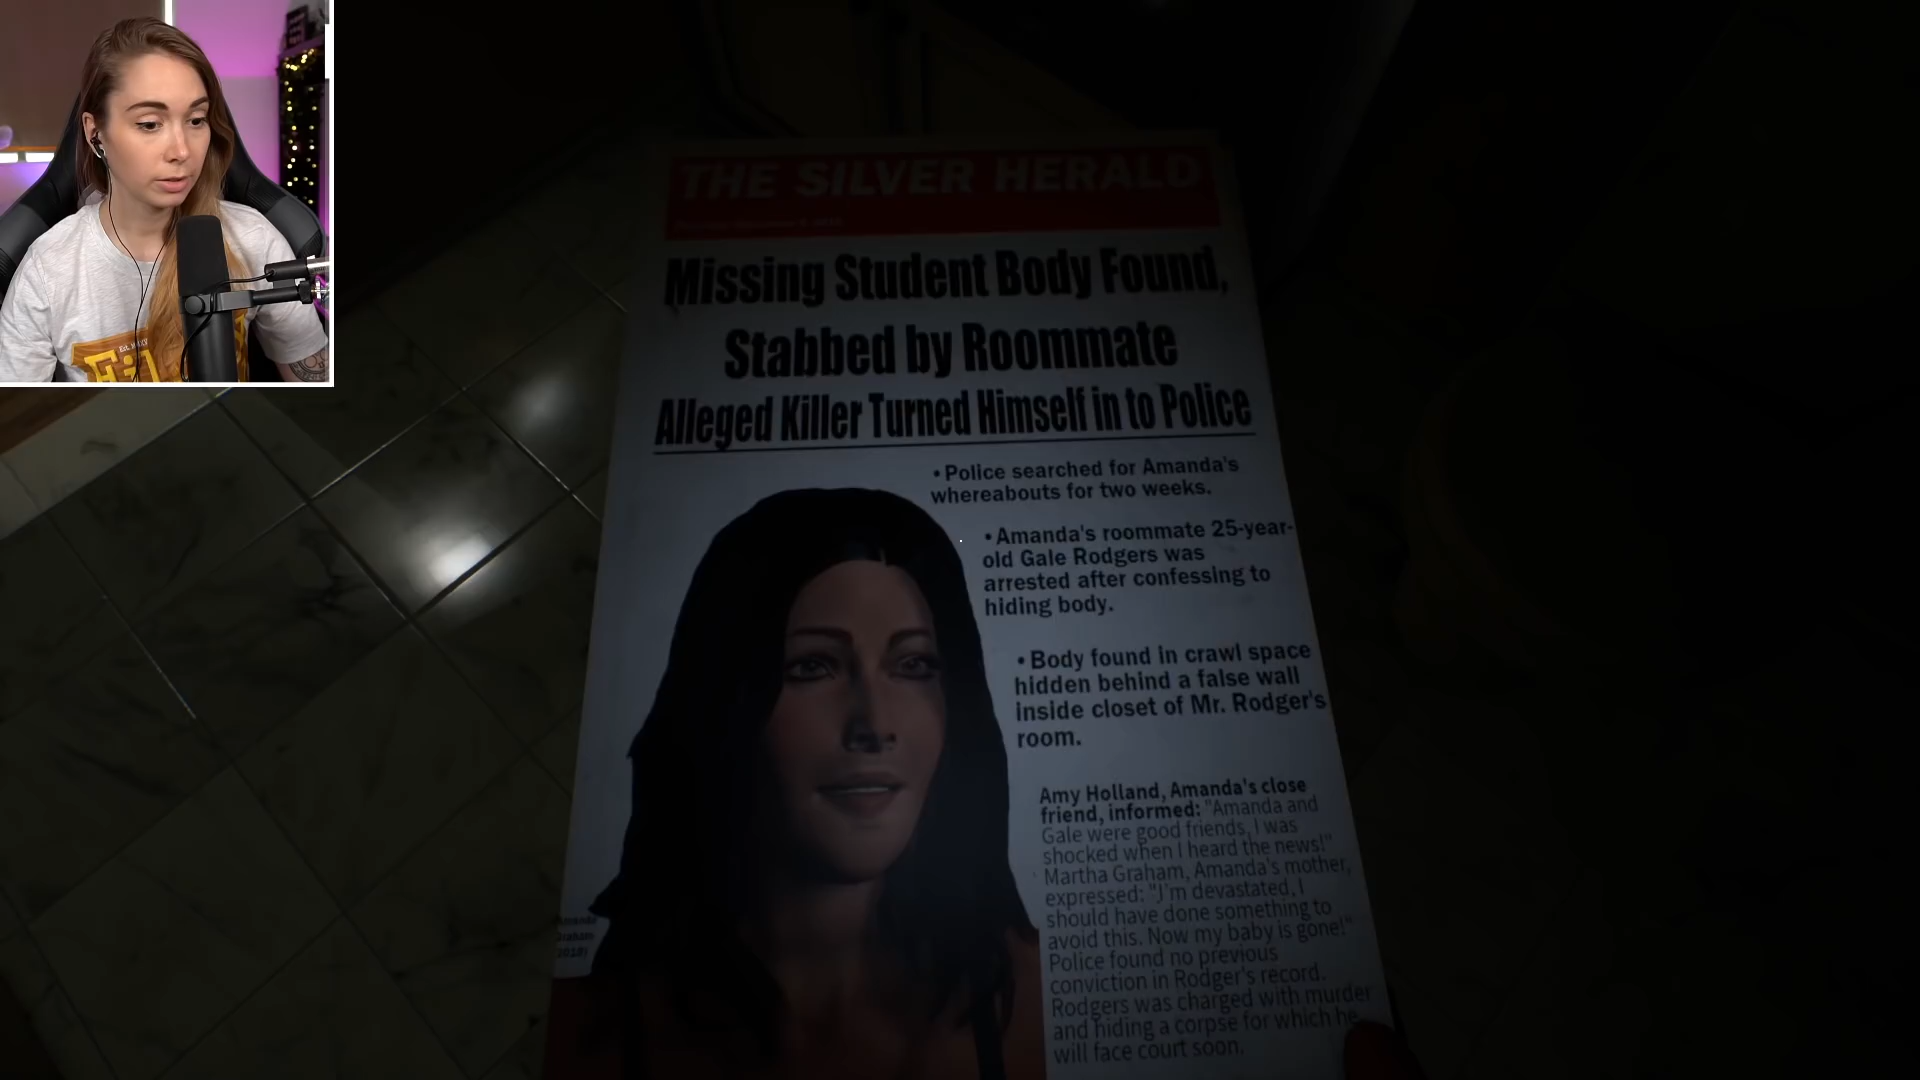 THE SILVER HERALD
Missing Student Body Found,
Stabbed by Roommate
Alleged Killer Turned Himself in to Police
• Police searched for Amanda's
whereabouts for two weeks.
• Amanda's roommate 25-year-
old Gale Rodgers was
arrested after confessing to
hiding body.
• Body found in crawl space
hidden behind a false wall
inside closet of Mr. Rodger's
room.
Amy Holland, Amanda's close
friend, informed: "Amanda and
Gale were good friends, I was
shocked when I heard the news!"
Martha Graham, Amanda's mother,
expressed: "I'm devastated, I
should have done something to
avoid this. Now my baby is gone!"
Police found no previous
conviction in Rodger's record.
Rodgers was charged with murder
and hiding a corpse for which he
will face court soon.
Amanda
Graham
(2018)